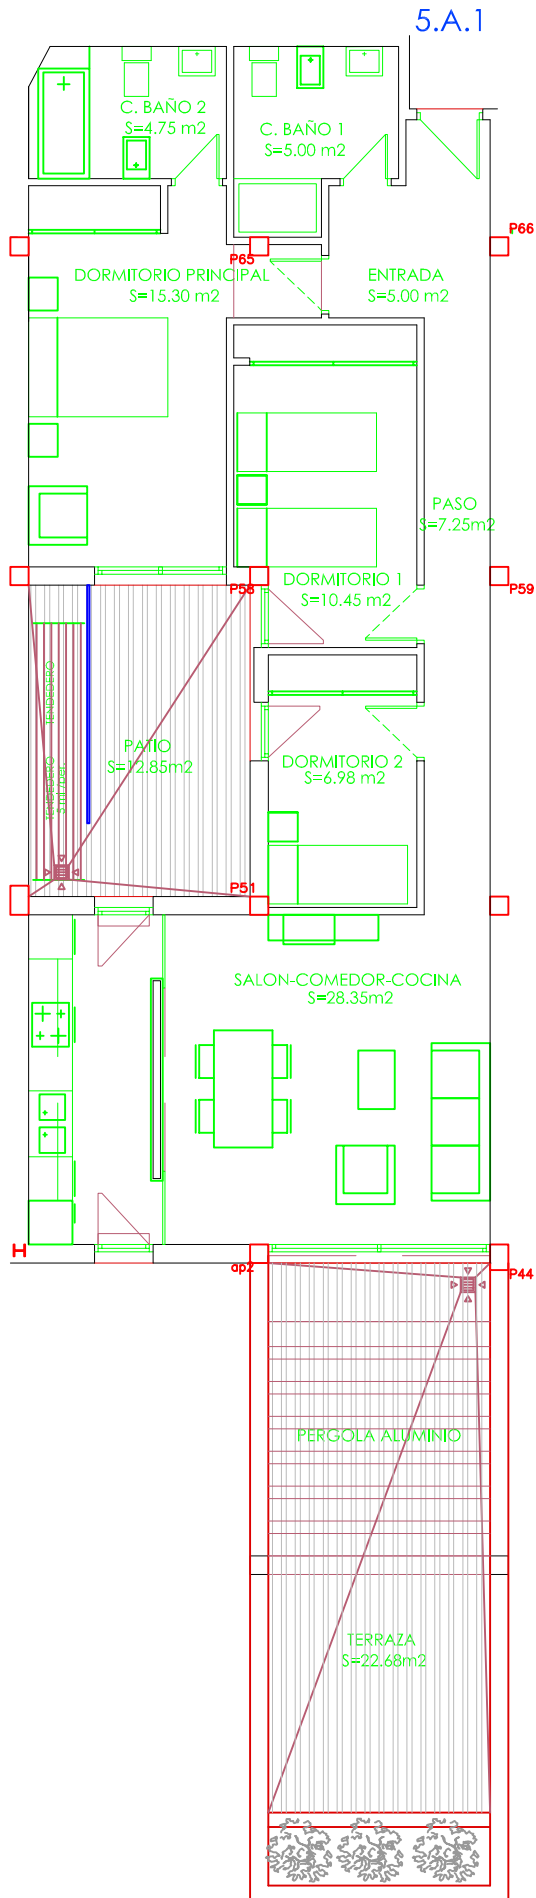 5.A.1
C. BAÑO 2
S=4.75 m2
C. BAÑO 1
S=5.00 m2
P66
P65
DORMITORIO PRINCIPAL
S=15.30 m2
ENTRADA
S=5.00 m2
PASO
S=7.25m2
DORMITORIO 1
S=10.45 m2
P58
P59
TENDEDERO
TENDEDERO
PATIO
S=12.85m2
DORMITORIO 2
S=6.98 m2
P51
SALON-COMEDOR-COCINA
S=28.35m2
H
ap2
P44
PERGOLA ALUMINIO
TERRAZA
S=22.68m2